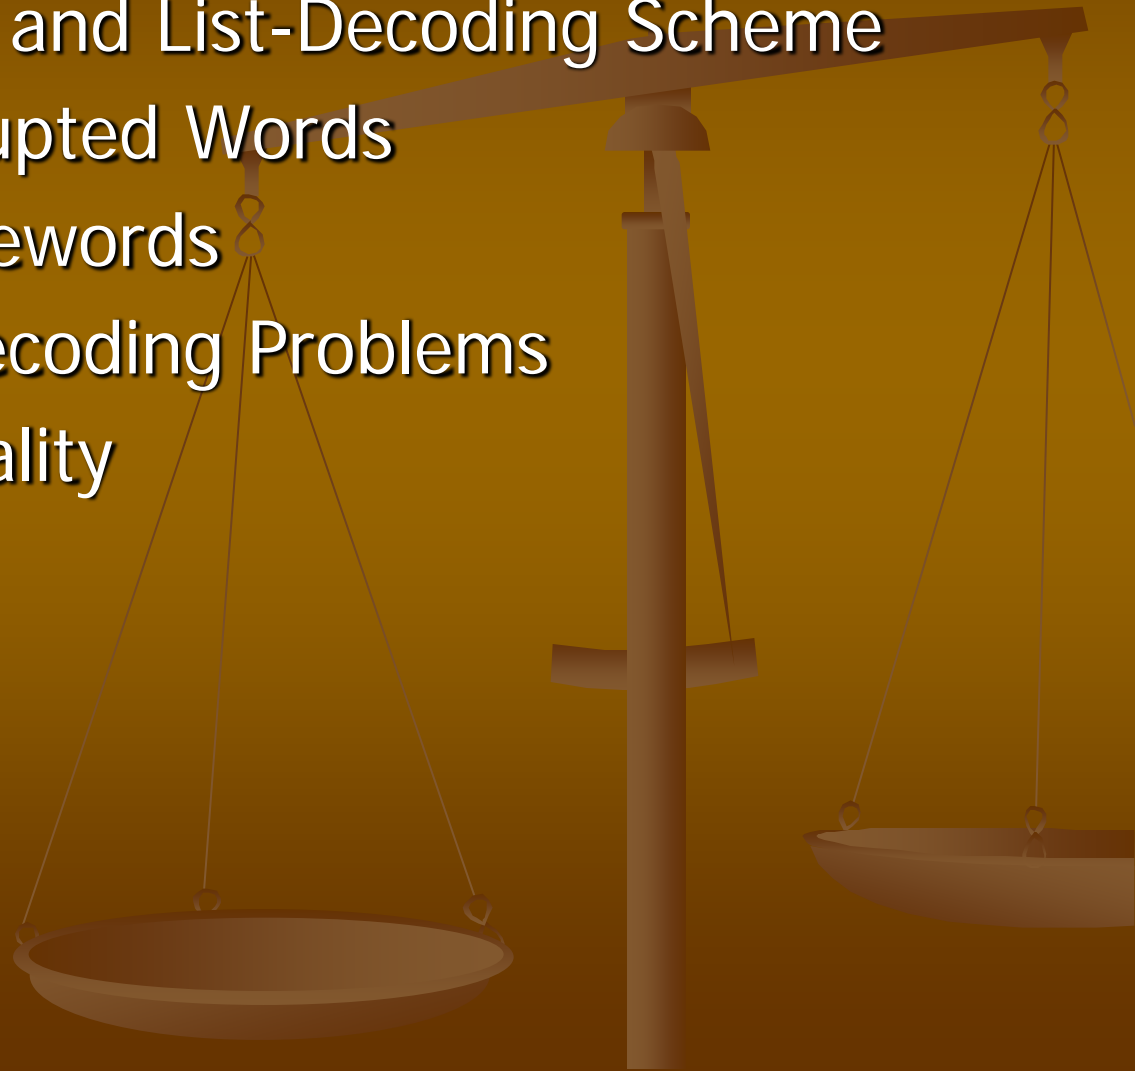 and List-Decoding Scheme
upted Words
ewords
ecoding Problems
ality